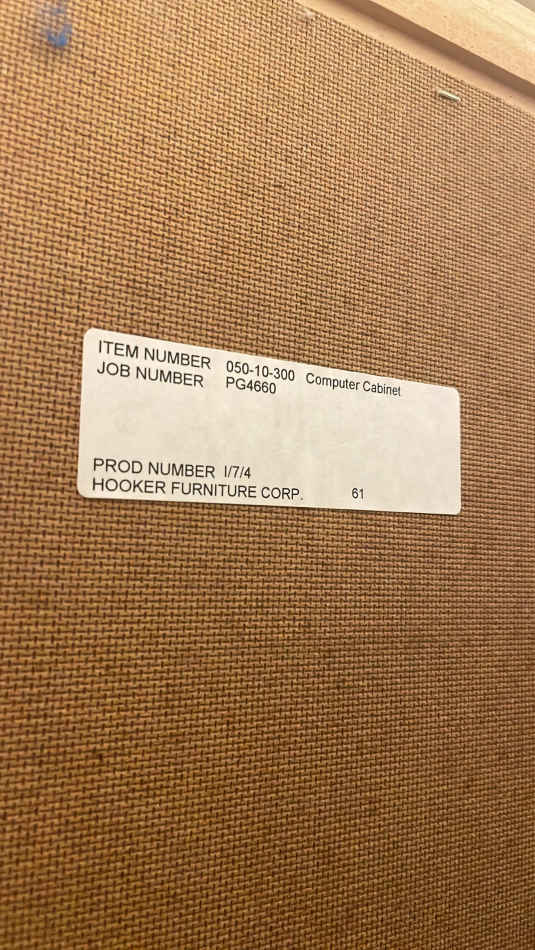 ITEM NUMBER 050-10-300 Computer Cabinet
JOB NUMBER PG4660
PROD NUMBER I/7/4
HOOKER FURNITURE CORP. 61